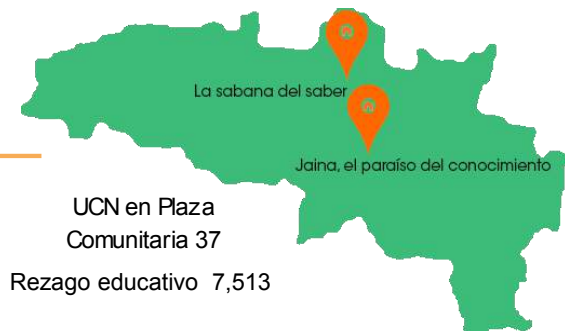 La sabana del saber
Jaina, el paraíso del conocimiento
UCN en Plaza
Comunitaria 37
Rezago educativo 7,513